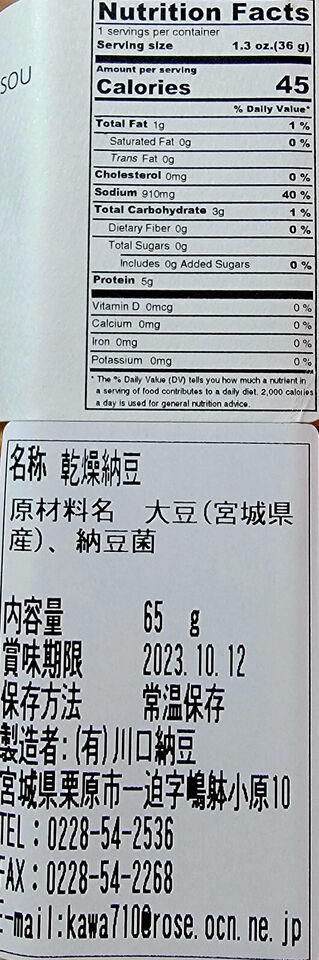 SOU
Nutrition Facts
1 servings per container
Serving size 1.3 oz.(36 g)
Amount per serving
Calories 45
% Daily Value*
Total Fat 1g 1 %
Saturated Fat 0g 0 %
Trans Fat 0g
Cholesterol 0mg 0 %
Sodium 910mg 40 %
Total Carbohydrate 3g 1 %
Dietary Fiber 0g 0 %
Total Sugars 0g
Includes 0g Added Sugars 0 %
Protein 5g
Vitamin D 0mcg 0 %
Calcium 0mg 0 %
Iron 0mg 0 %
Potassium 0mg 0 %
* The % Daily Value (DV) tells you how much a nutrient in
a serving of food contributes to a daily diet. 2,000 calories
a day is used for general nutrition advice.
名称 乾燥納豆
原材料名 大豆(宮城県
産)、納豆菌
内容量 65 g
賞味期限 2023.10.12
保存方法 常温保存
製造者:(有)川口納豆
宮城県栗原市一迫字嶋躰小原10
TEL:0228-54-2536
FAX:0228-54-2268
E-mail:kawa710@rose.ocn.ne.jp